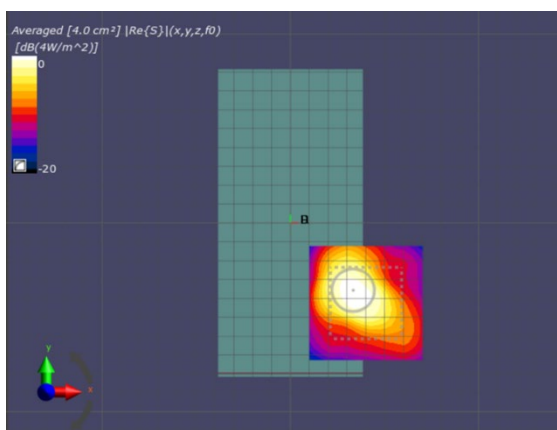 Averaged [4.0 cm²] |Re{S}|(x,y,z,f0)
[dB(4W/m^2)]
0
-20
y
x